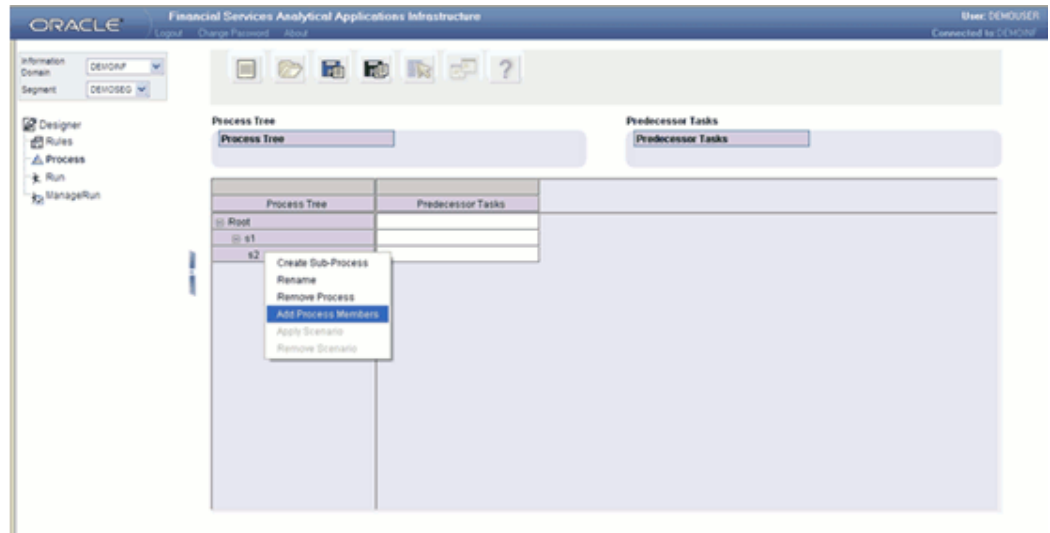 ORACLE
Financial Services Analytical Applications Infrastructure
User: DEMOUSER
Logout Change Password About
Connected to DEMOINF
Information Domain
DEMOINF
Segment
DEMOSEG
Designer
Rules
Process
Run
ManageRun
Process Tree
Predecessor Tasks
Process Tree
Predecessor Tasks
Process Tree
Predecessor Tasks
Root
s1
s2
Create Sub-Process
Rename
Remove Process
Add Process Members
Apply Scenario
Remove Scenario
?